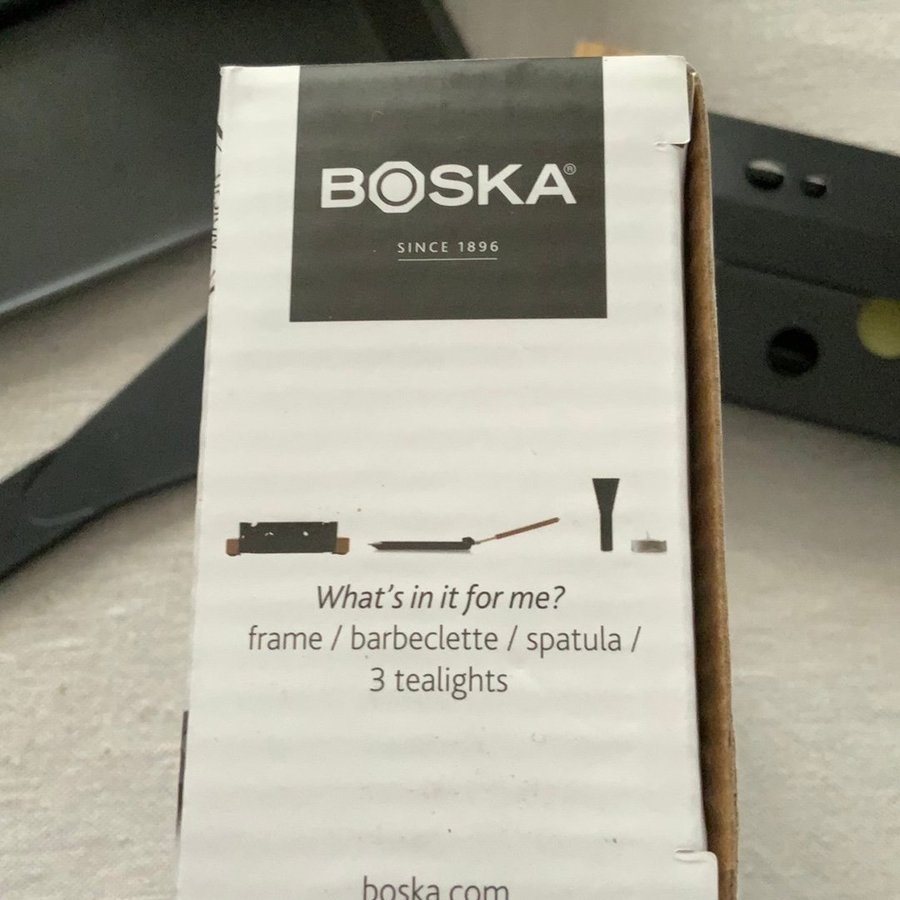 BOSKA®
SINCE 1896
What's in it for me?
frame / barbeclette / spatula /
3 tealights
boska.com